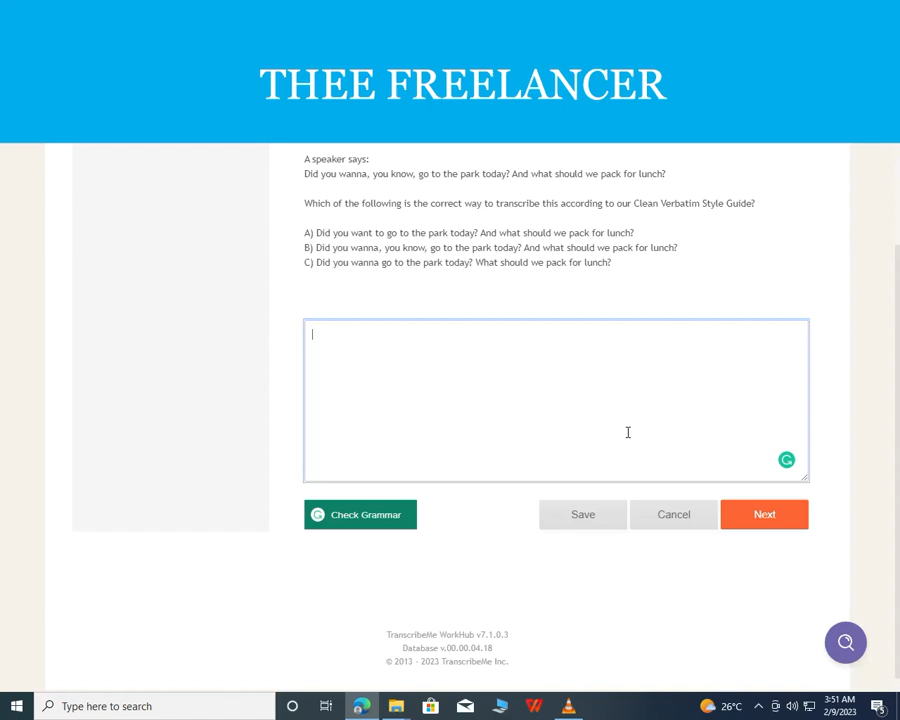 THEE FREELANCER
A speaker says:
Did you wanna, you know, go to the park today? And what should we pack for lunch?
Which of the following is the correct way to transcribe this according to our Clean Verbatim Style Guide?
A) Did you want to go to the park today? And what should we pack for lunch?
B) Did you wanna, you know, go to the park today? And what should we pack for lunch?
C) Did you wanna go to the park today? What should we pack for lunch?
Check Grammar
Save
Cancel
Next
TranscribeMe WorkHub v7.1.0.3
Database v.00.00.04.18
© 2013 - 2023 TranscribeMe Inc.
Type here to search
26°C
3:51 AM
2/9/2023
5